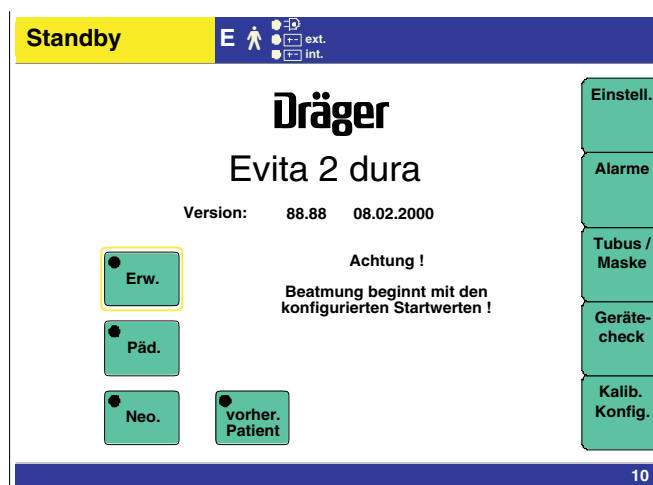 Standby
E
ext.
int.
Dräger
Evita 2 dura
Version: 88.88 08.02.2000
Achtung !
Beatmung beginnt mit den
konfigurierten Startwerten !
Erw.
Päd.
Neo.
vorher.
Patient
Einstell.
Alarme
Tubus /
Maske
Geräte-
check
Kalib.
Konfig.
10